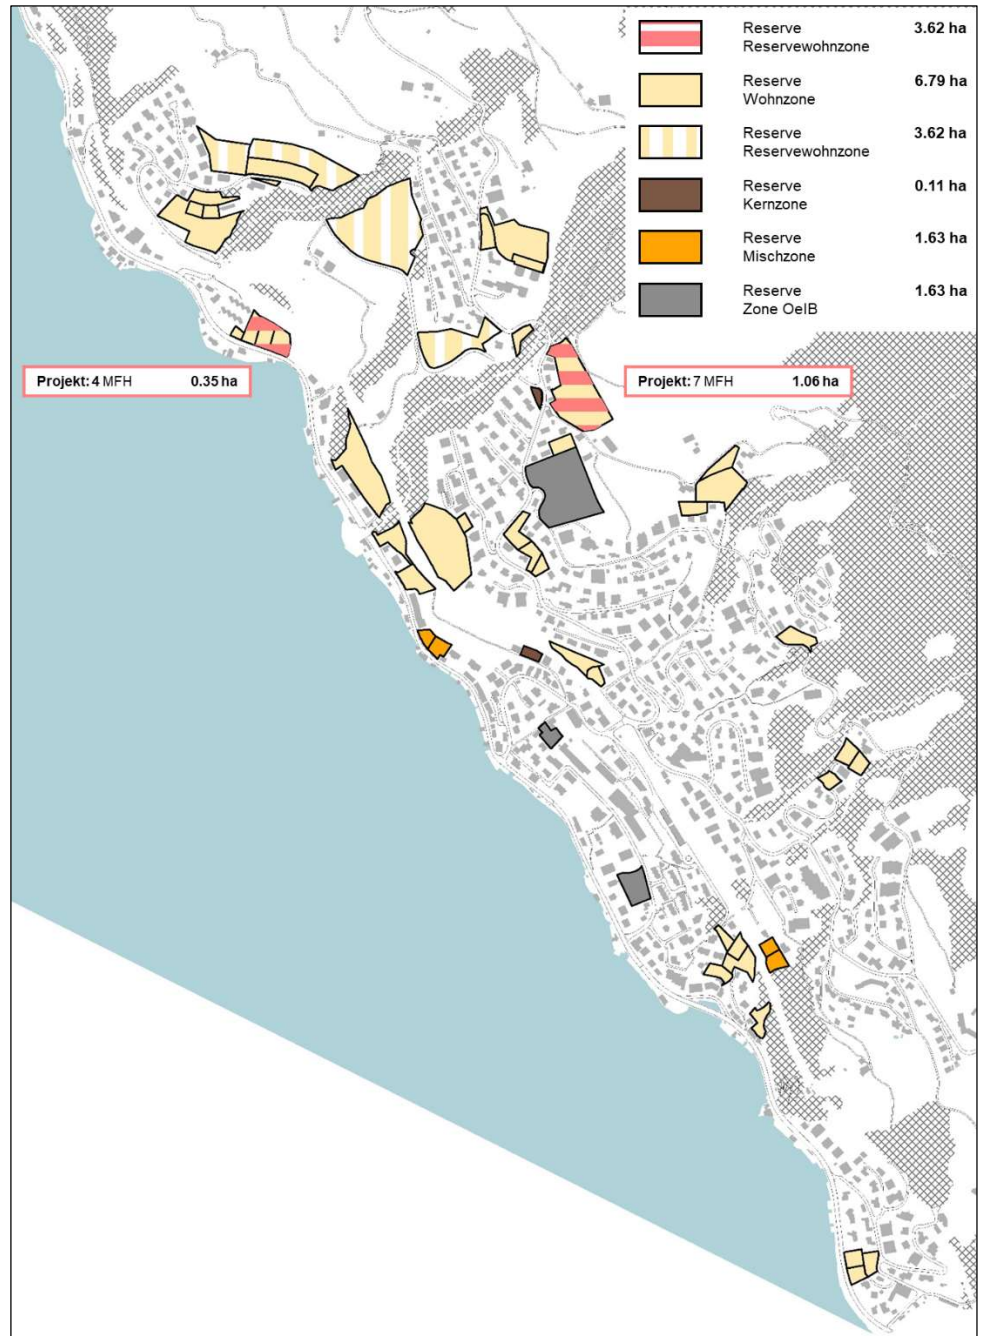 Reserve 3.62 ha
Reservewohnzone
Reserve 6.79 ha
Wohnzone
Reserve 3.62 ha
Reservewohnzone
Reserve 0.11 ha
Kernzone
Reserve 1.63 ha
Mischzone
Reserve 1.63 ha
Zone OeIB
Projekt: 4 MFH 0.35 ha
Projekt: 7 MFH 1.06 ha